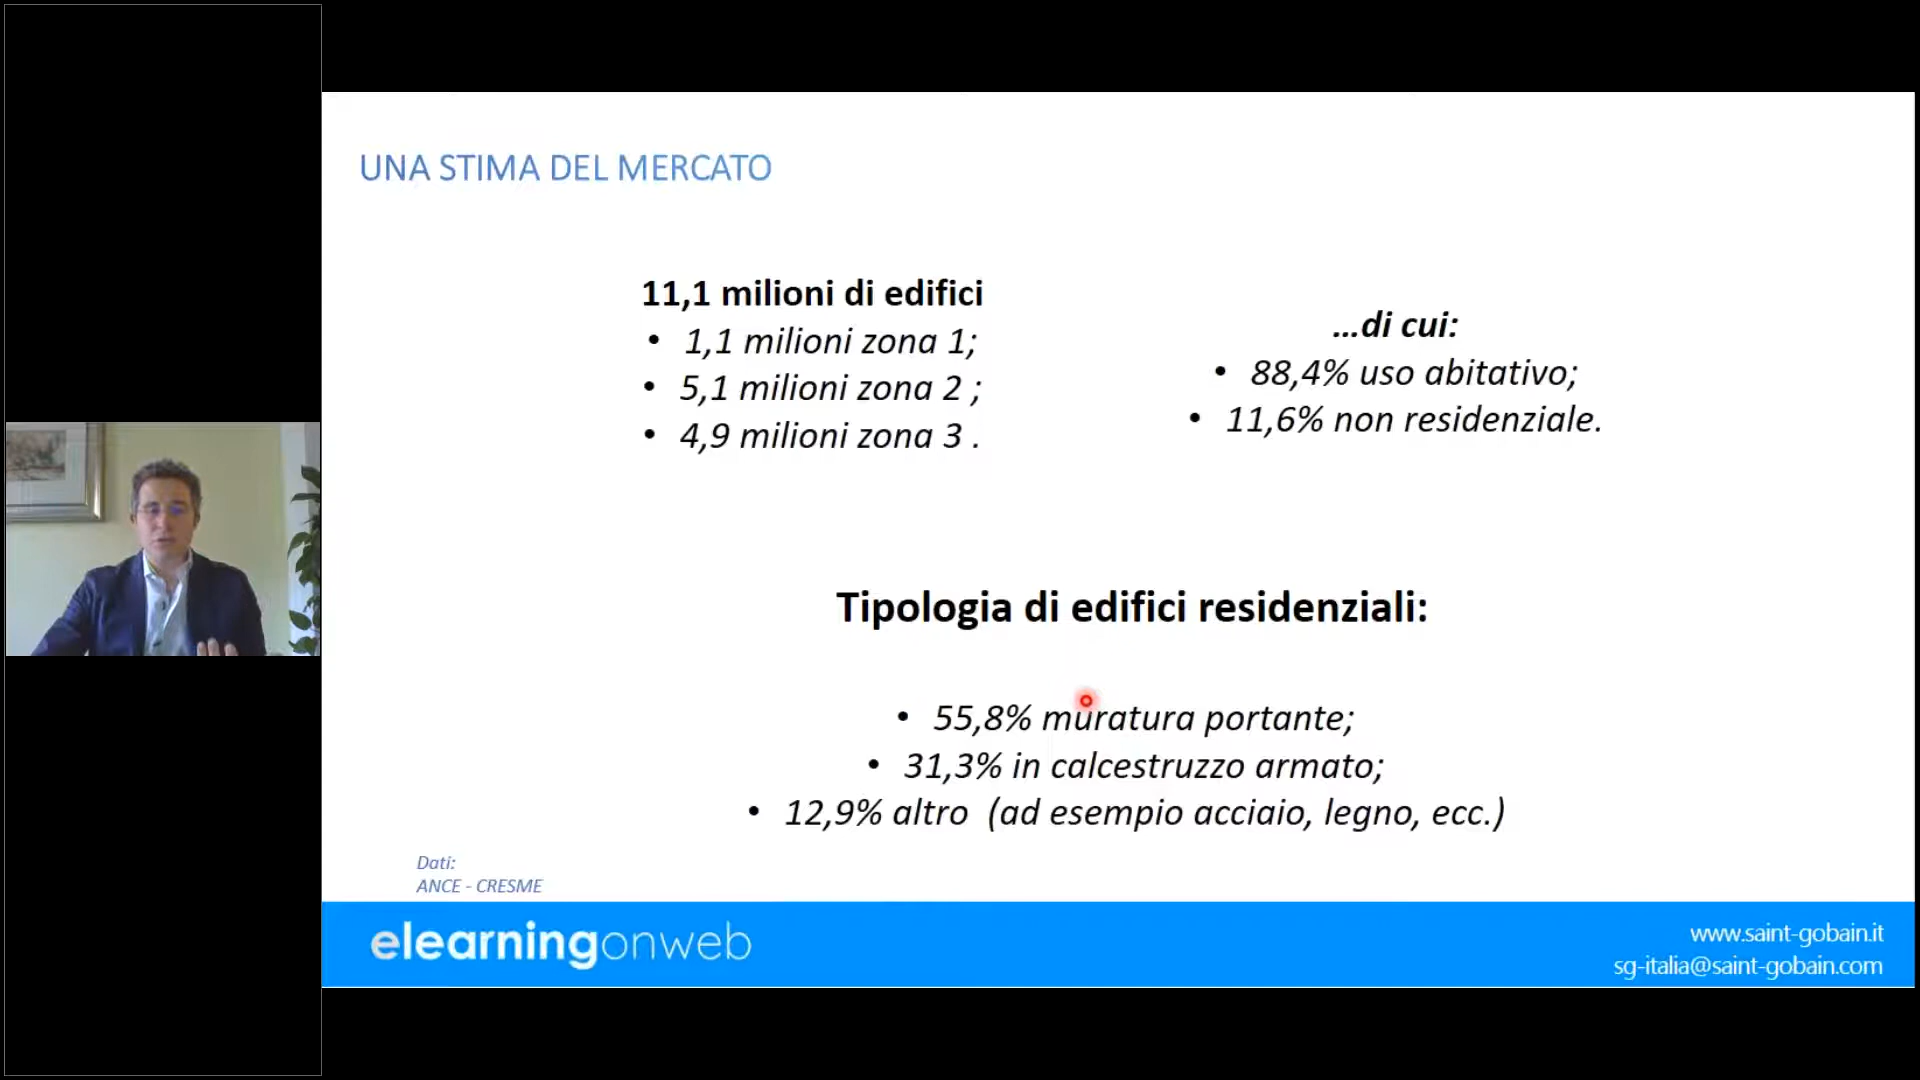 UNA STIMA DEL MERCATO
11,1 milioni di edifici
• 1,1 milioni zona 1;
• 5,1 milioni zona 2 ;
• 4,9 milioni zona 3 .
...di cui:
• 88,4% uso abitativo;
• 11,6% non residenziale.
Tipologia di edifici residenziali:
• 55,8% muratura portante;
• 31,3% in calcestruzzo armato;
• 12,9% altro (ad esempio acciaio, legno, ecc.)
Dati:
ANCE - CRESME
elearningonweb
www.saint-gobain.it
sg-italia@saint-gobain.com